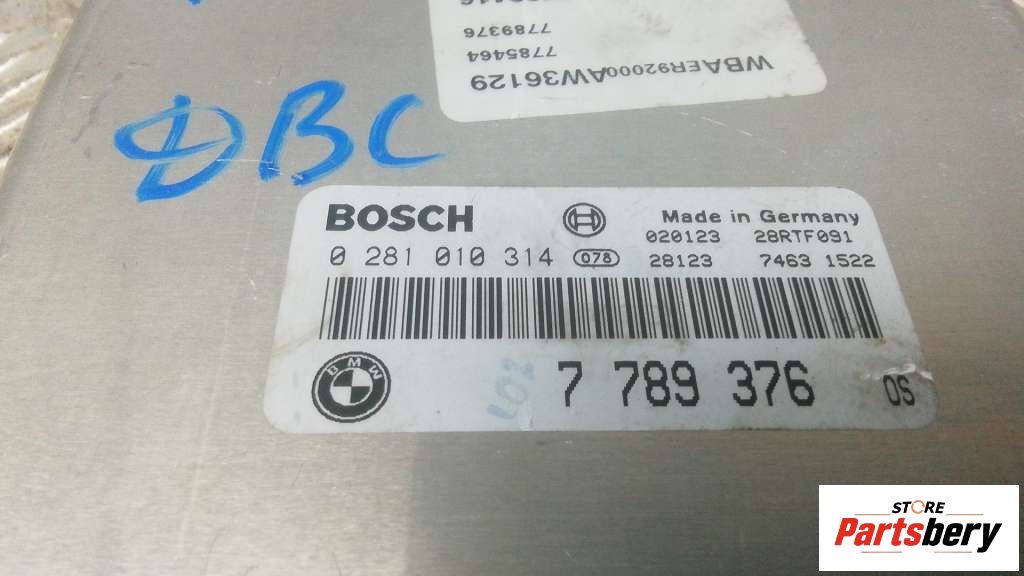 7789376
7785464
WBAER92000AW36129
DBC
BOSCH
Made in Germany
020123 28RTF091
0 281 010 314 078 28123 7463 1522
BMW
7 789 376 OS
STORE
Partsbery